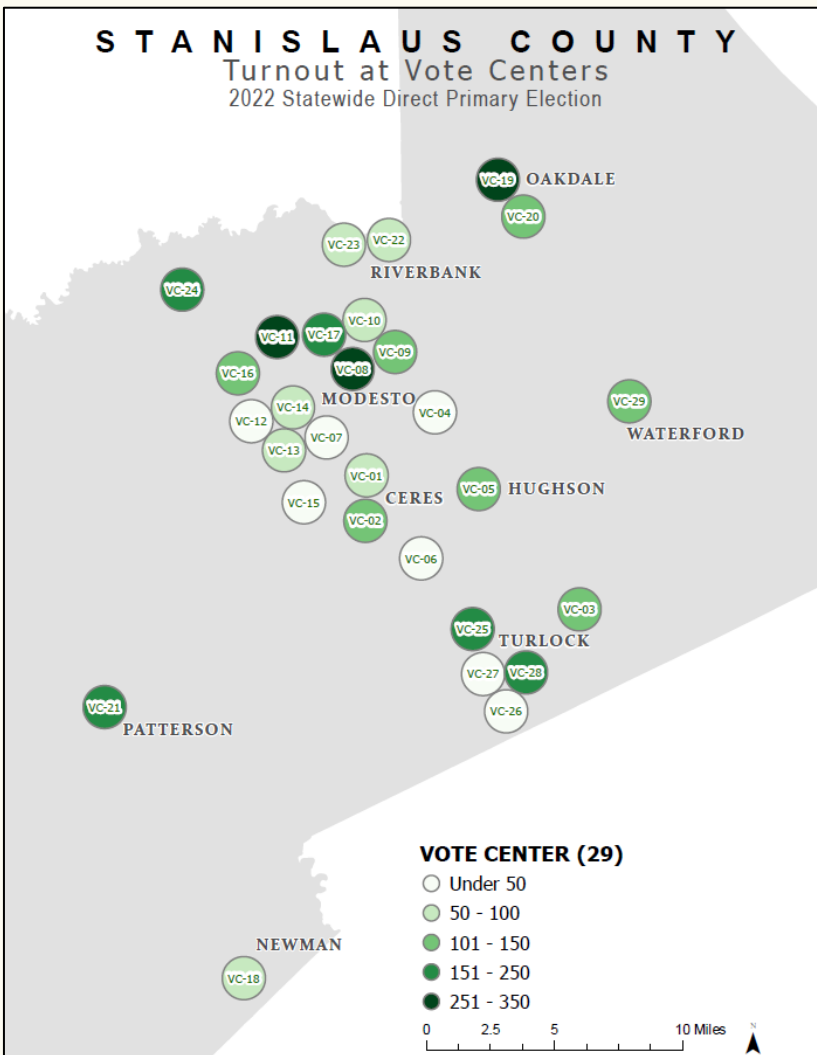 STANISLAUS COUNTY
Turnout at Vote Centers
2022 Statewide Direct Primary Election
VC-19 OAKDALE
VC-20
VC-23
VC-22
RIVERBANK
VC-24
VC-10
VC-11
VC-17
VC-09
VC-08
VC-16
MODESTO
VC-29
VC-14
VC-04
VC-12
WATERFORD
VC-07
VC-13
VC-01
VC-05 HUGHSON
CERES
VC-15
VC-02
VC-06
VC-03
VC-25
TURLOCK
VC-27
VC-28
VC-21
VC-26
PATTERSON
VOTE CENTER (29)
Under 50
50 - 100
101 - 150
151 - 250
251 - 350
NEWMAN
VC-18
0 2.5 5 10 Miles
N